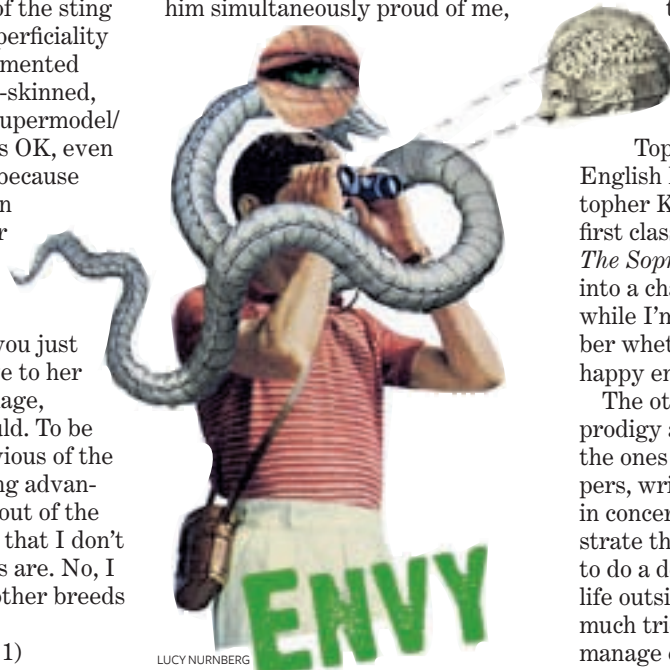 of the sting
perficiality
mented
-skinned,
upermodel/
s OK, even
because
n
r
you just
e to her
age,
ld. To be
vious of the
ng advan-
out of the
that I don't
s are. No, I
other breeds
1)
him simultaneously proud of me,
ENVY
LUCY NURNBERG
Top
English
topher K
first clas
The Sopr
into a cha
while I'm
ber whet
happy en
The ot
prodigy a
the ones
pers, wri
in concer
strate th
to do a d
life outsi
much tri
manage